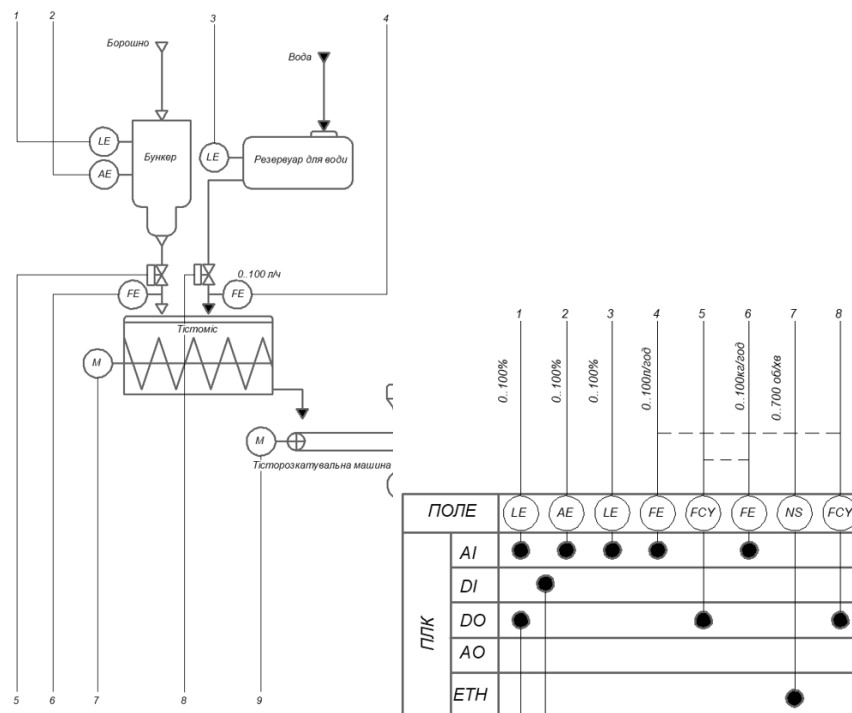 1 2 3 4
Борошно
Вода
LE
AE
Бункер
LE
Резервуар для води
0..100 л/ч
FE
FE
Тістоміс
M
M
Тісторозкатувальна машина
5 6 7 8 9
1 2 3 4 5 6 7 8
0..100%
0..100%
0..100%
0..100л/год
0..100кг/год
0..700 об/хв
ПОЛЕ LE AE LE FE FCY FE NS FCY
ПЛК
AI
DI
DO
AO
ETH